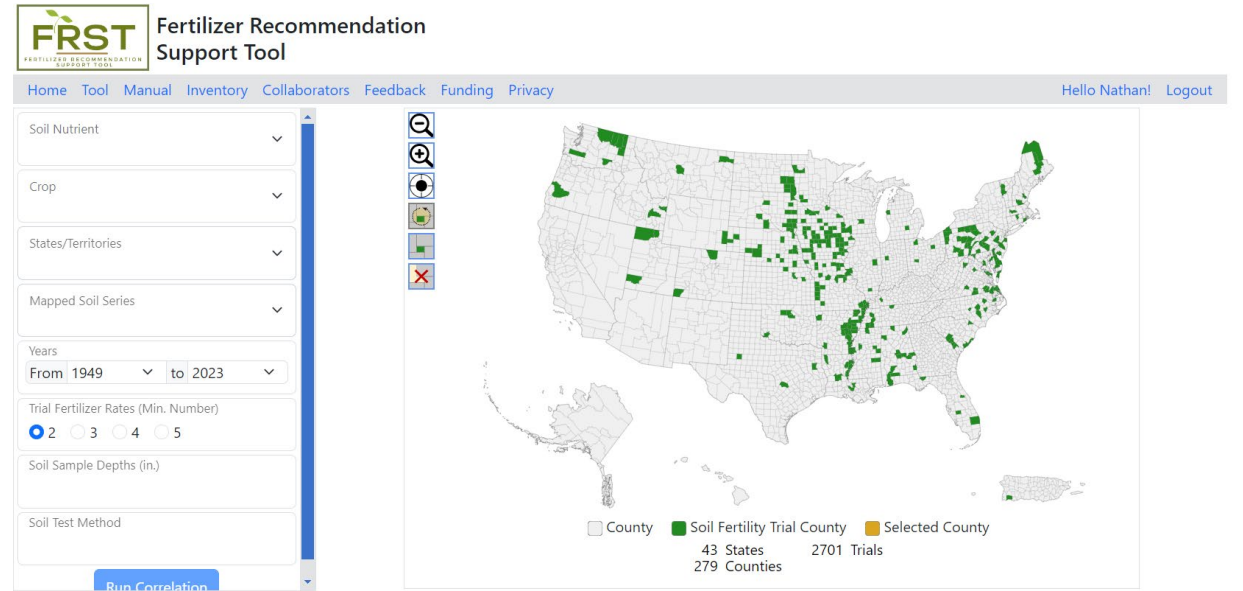 FRST
FERTILIZER RECOMMENDATION
SUPPORT TOOL
Fertilizer Recommendation
Support Tool
Home Tool Manual Inventory Collaborators Feedback Funding Privacy Hello Nathan! Logout
Soil Nutrient
Crop
States/Territories
Mapped Soil Series
Years
From 1949 to 2023
Trial Fertilizer Rates (Min. Number)
2 3 4 5
Soil Sample Depths (in.)
Soil Test Method
Run Correlation
County Soil Fertility Trial County Selected County
43 States 2701 Trials
279 Counties